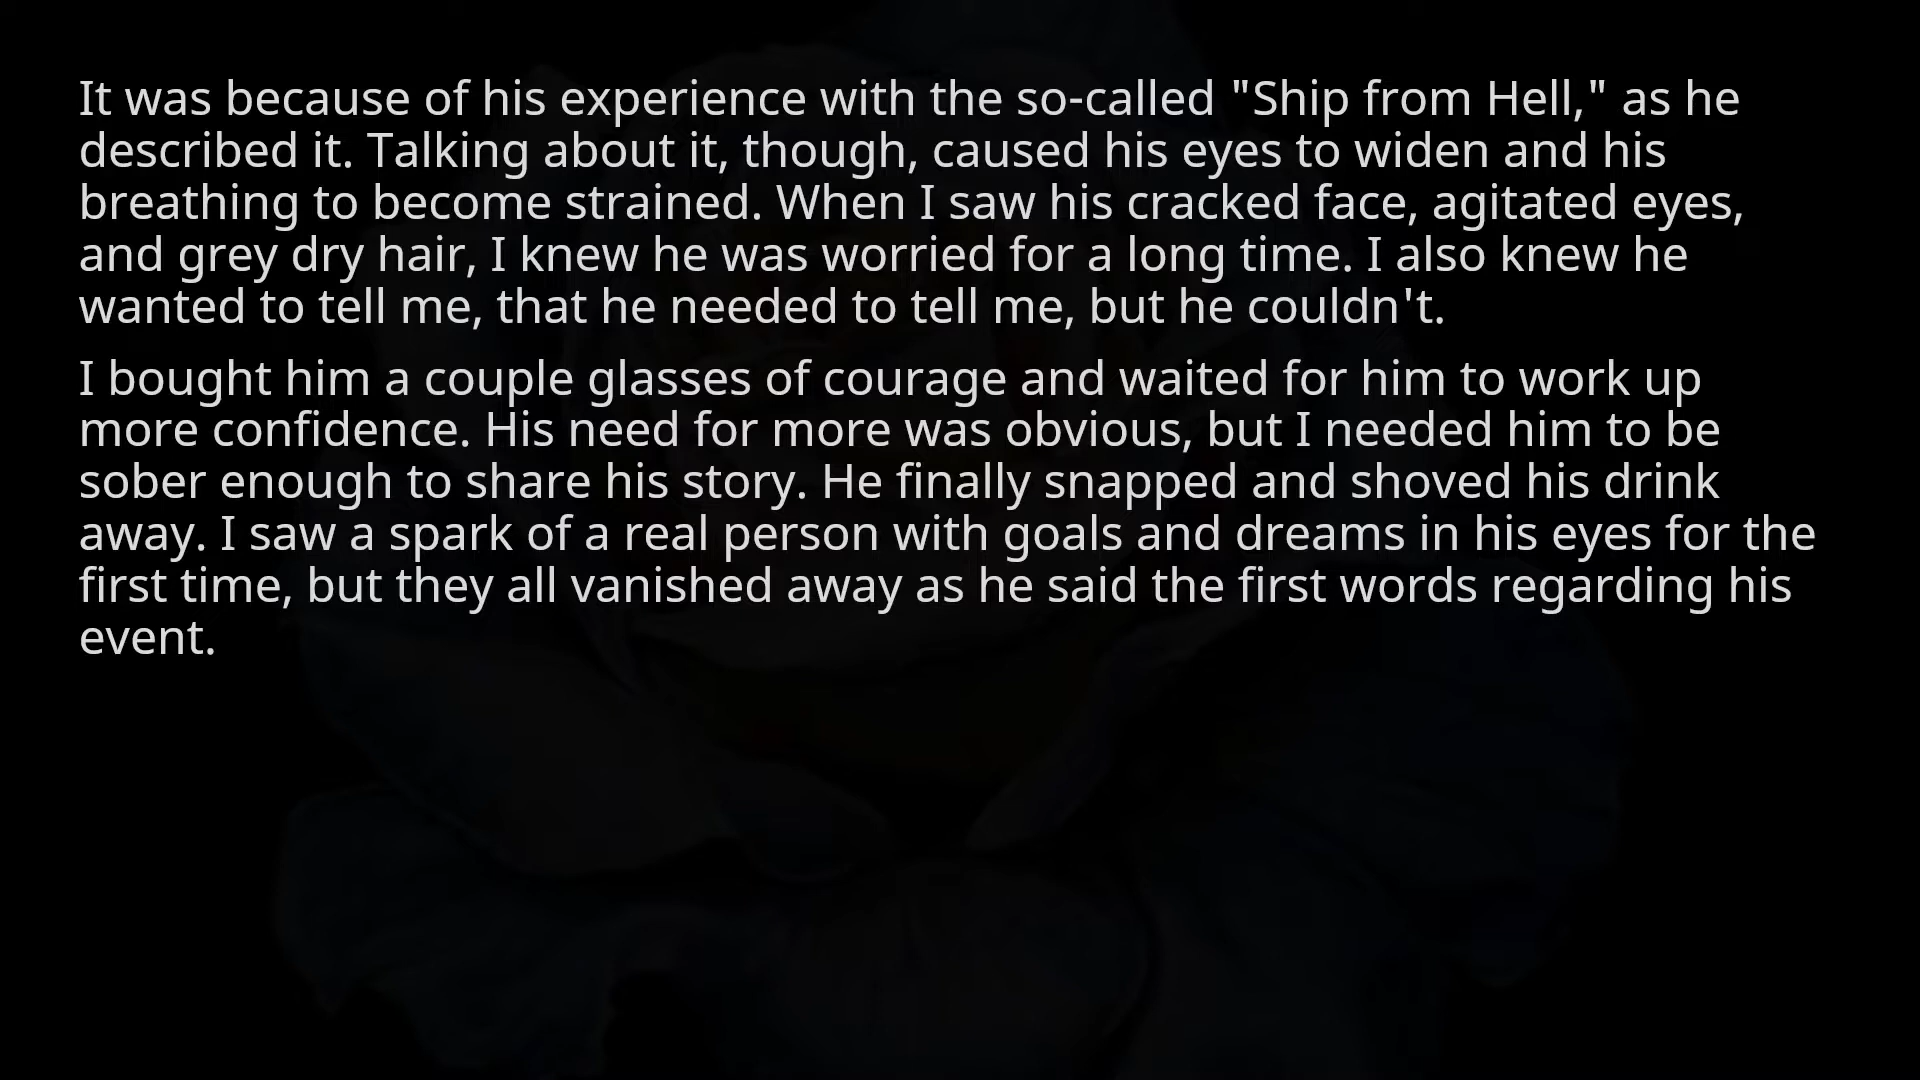 It was because of his experience with the so-called "Ship from Hell," as he
described it. Talking about it, though, caused his eyes to widen and his
breathing to become strained. When I saw his cracked face, agitated eyes,
and grey dry hair, I knew he was worried for a long time. I also knew he
wanted to tell me, that he needed to tell me, but he couldn't.
I bought him a couple glasses of courage and waited for him to work up
more confidence. His need for more was obvious, but I needed him to be
sober enough to share his story. He finally snapped and shoved his drink
away. I saw a spark of a real person with goals and dreams in his eyes for the
first time, but they all vanished away as he said the first words regarding his
event.